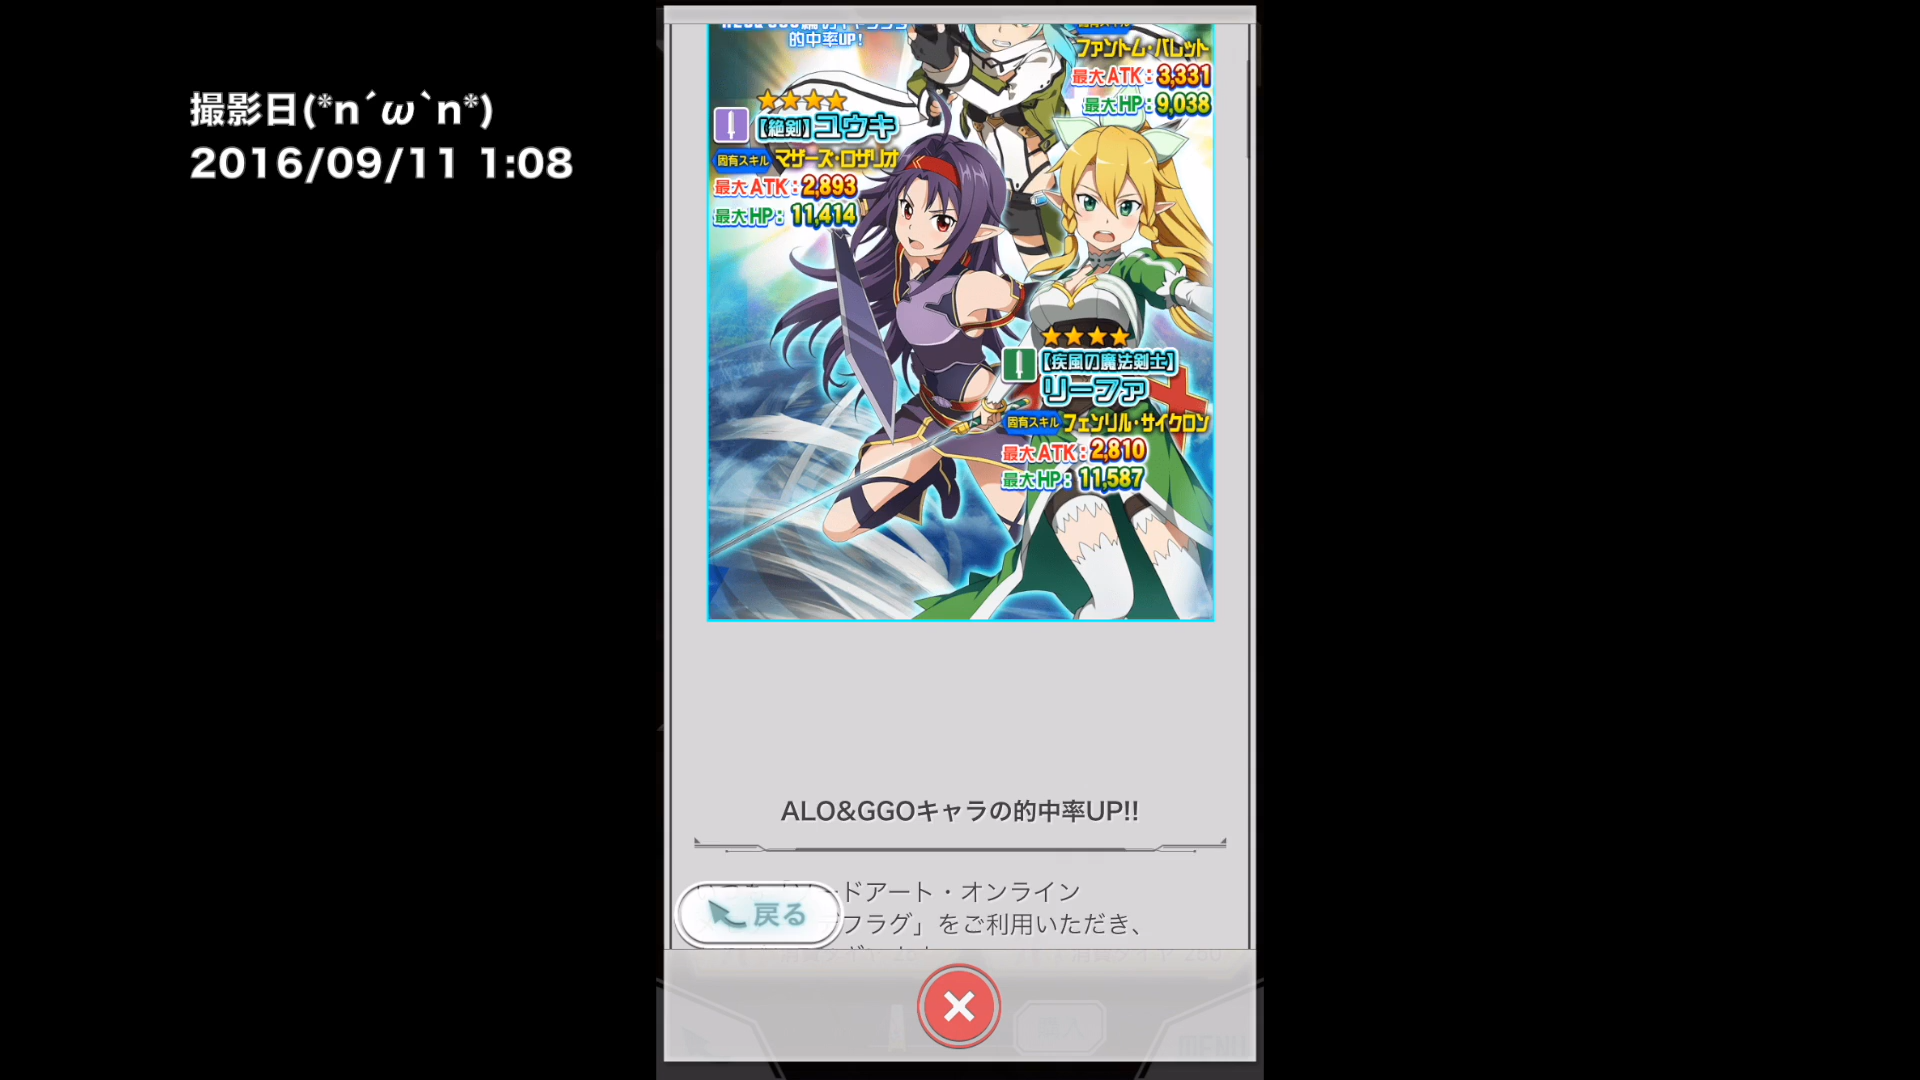 撮影日(*n´ω`n*)
2016/09/11 1:08
的中率UP!
固有スキル
ファントム・バレット
最大ATK:3,331
最大HP:9,038
★★★★
【絶剣】ユウキ
固有スキル マザーズ・ロザリオ
最大ATK:2,893
最大HP:11,414
★★★★
【疾風の魔法剣士】
リーファ
固有スキル フェンリル・サイクロン
最大ATK:2,810
最大HP:11,587
ALO&GGOキャラの的中率UP!!
ードアート・オンライン
フラグ」をご利用いただき、
戻る
MENU